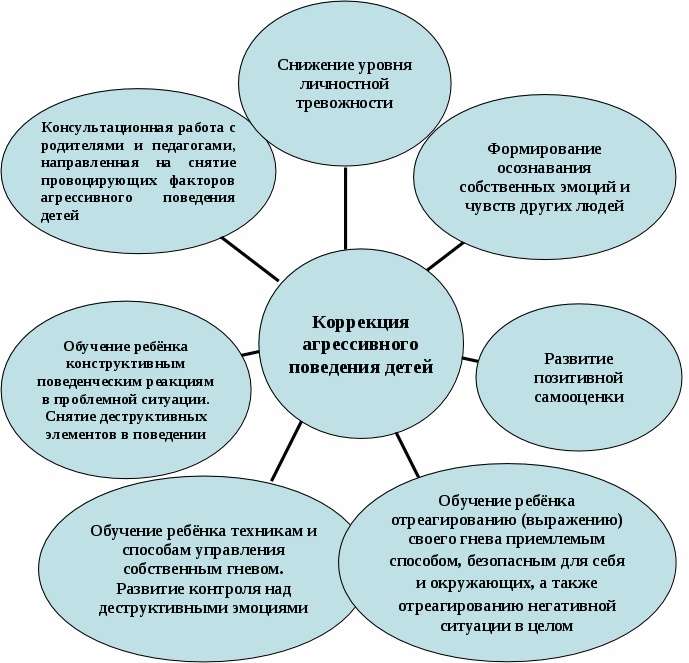 Снижение уровня
личностной
тревожности
Консультационная работа с
родителями и педагогами,
направленная на снятие
провоцирующих факторов
агрессивного поведения
детей
Формирование
осознавания
собственных эмоций и
чувств других людей
Коррекция
агрессивного
поведения детей
Обучение ребёнка
конструктивным
поведенческим реакциям
в проблемной ситуации.
Снятие деструктивных
элементов в поведении
Развитие
позитивной
самооценки
Обучение ребёнка техникам и
способам управления
собственным гневом.
Развитие контроля над
деструктивными эмоциями
Обучение ребёнка
отреагированию (выражению)
своего гнева приемлемым
способом, безопасным для себя
и окружающих, а также
отреагированию негативной
ситуации в целом